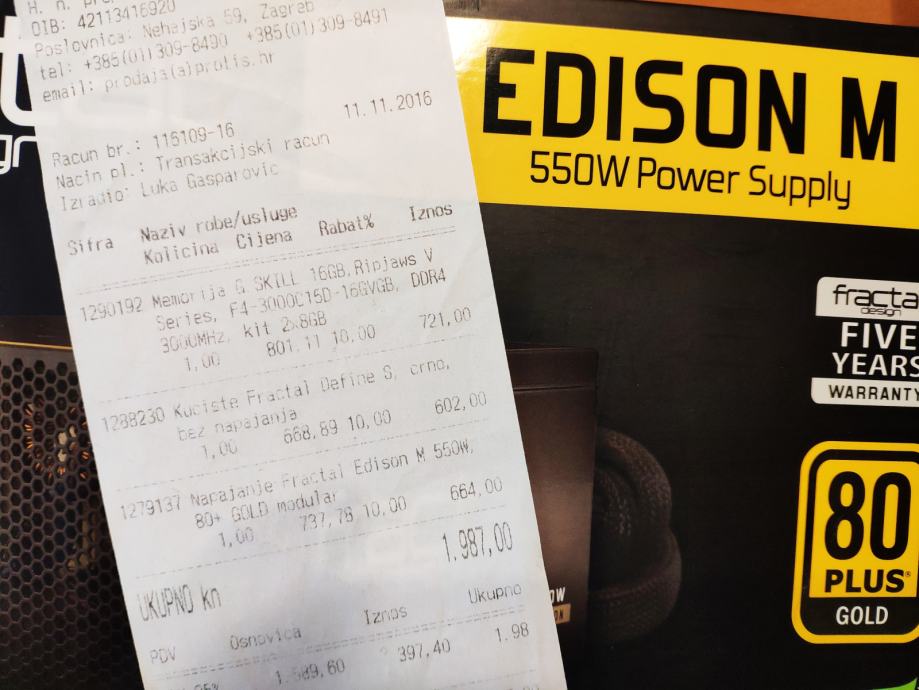 OIB: 42113416920
Poslovnica: Nehajska 59, Zagreb
tel: +385(01)309-8490 +385(01)309-8491
email: prodaja(a)protis.hr
11.11.2016
Racun br.: 116109-16
Nacin pl.: Transakcijski racun
Izradio: Luka Gasparovic
Sifra Naziv robe/usluge
Kolicina Cijena Rabat% Iznos
1290192 Memorija G.SKILL 16GB,Ripjaws V
Series, F4-3000C15D-16GVGB, DDR4
3000MHz, kit 2x8GB
1,00 801.11 10,00 721,00
1288230 Kuciste Fractal Define S, crno,
bez napajanja
1,00 668,89 10,00 602,00
1279137 Napajanje Fractal Edison M 550W,
80+ GOLD modular
1,00 737,78 10,00 664,00
UKUPNO kn 1.987,00
PDV Osnovica Iznos Ukupno
25% 1.589,60 397,40 1.98
EDISON M
550W Power Supply
fracta
design
FIVE
YEARS
WARRANTY
80
PLUS®
GOLD